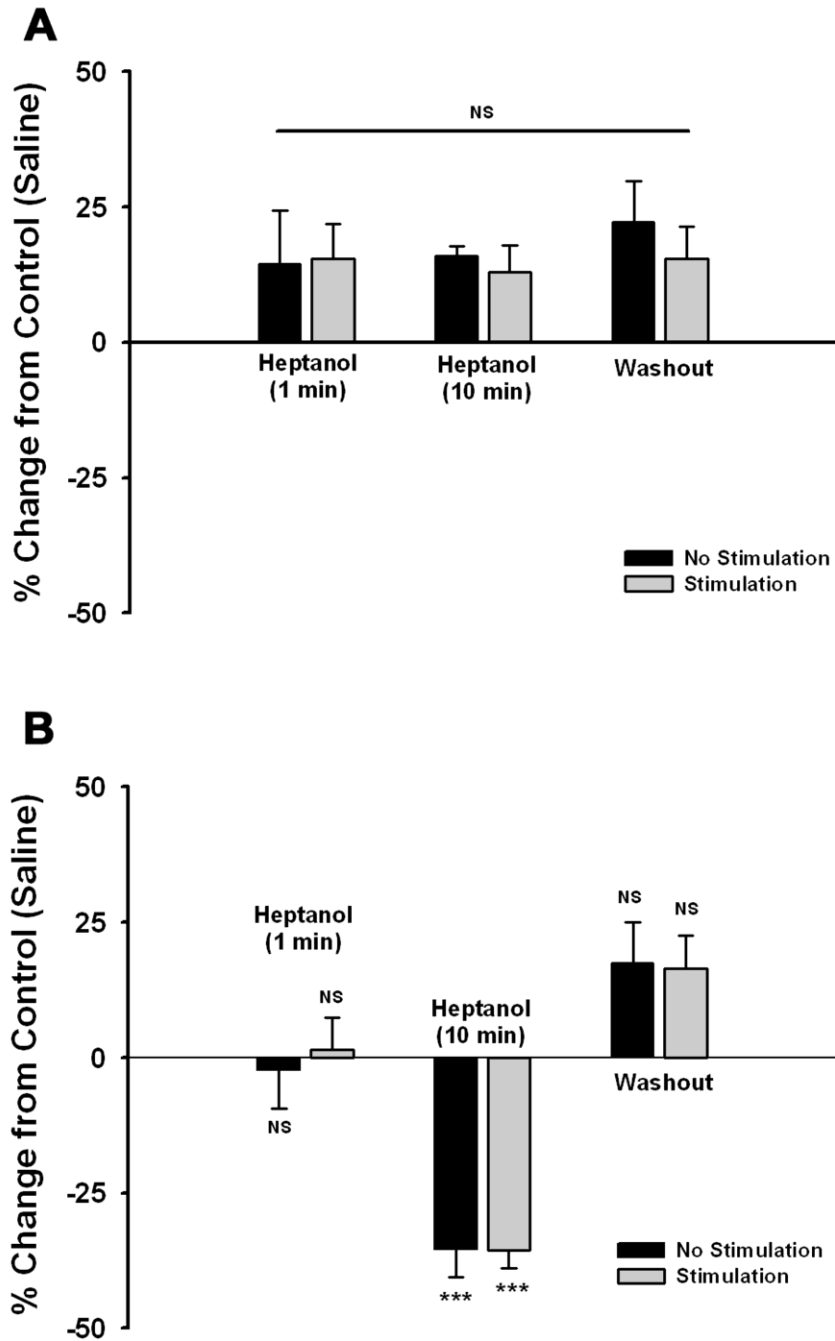 A
% Change from Control (Saline)
50
25
0
-25
-50
NS
Heptanol
(1 min)
Heptanol
(10 min)
Washout
No Stimulation
Stimulation
B
% Change from Control (Saline)
50
25
0
-25
-50
Heptanol
(1 min)
NS
NS
Heptanol
(10 min)
***
***
NS
NS
Washout
No Stimulation
Stimulation